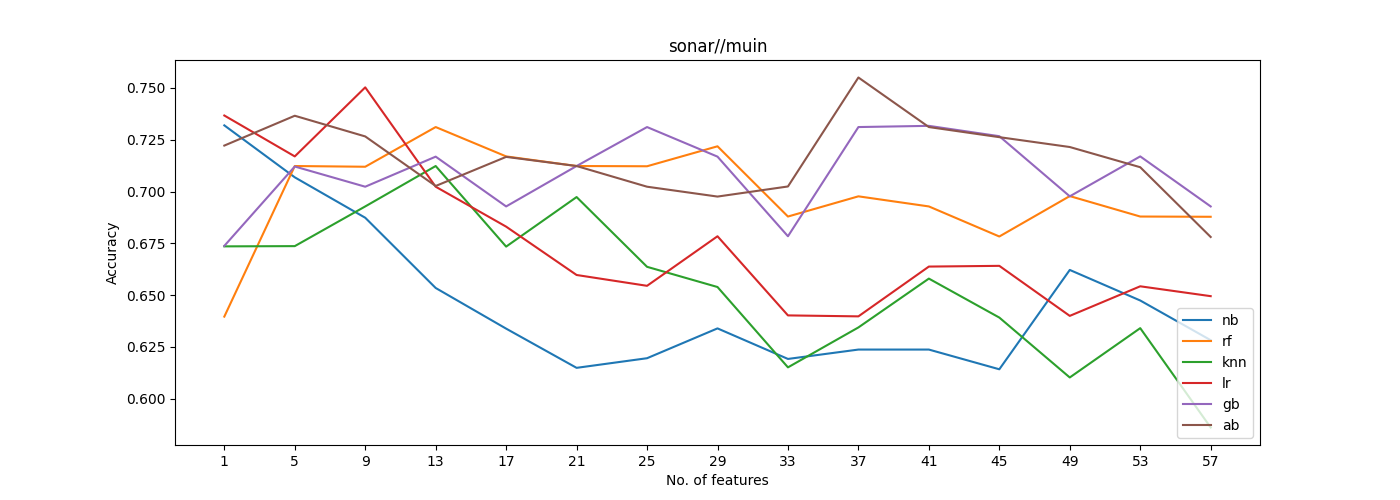 sonar//muin
Accuracy
0.750
0.725
0.700
0.675
0.650
0.625
0.600
nb
rf
knn
lr
gb
ab
1 5 9 13 17 21 25 29 33 37 41 45 49 53 57
No. of features